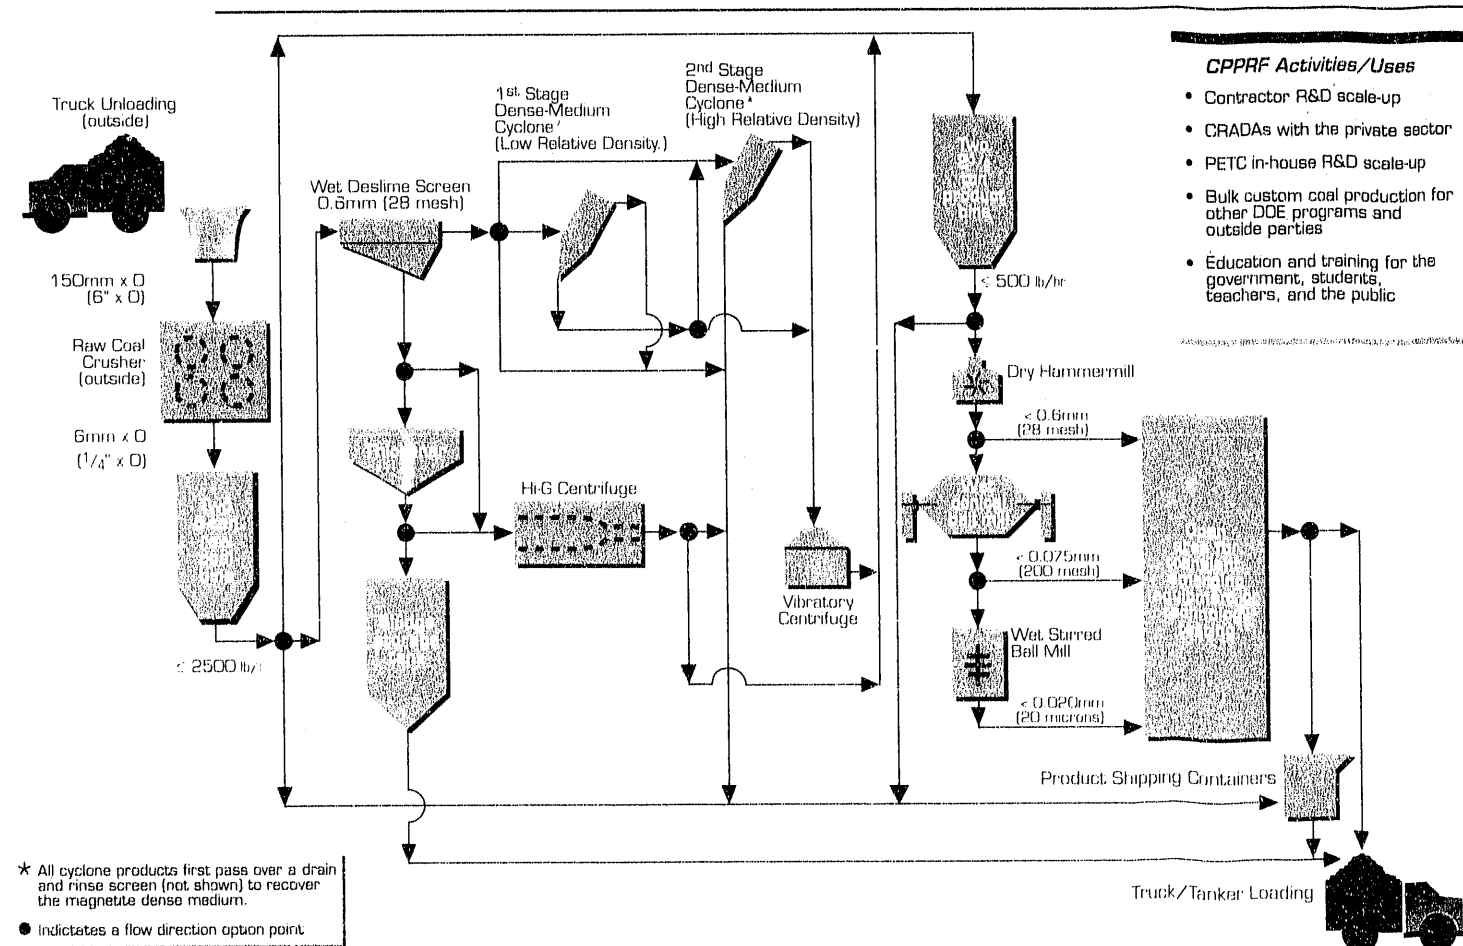 Truck Unloading
(outside)
150mm x 0
(6" x 0)
Raw Coal
Crusher
(outside)
6mm x 0
(1/4" x 0)
≤ 2500 lb/
Wet Deslime Screen
0.6mm (28 mesh)
1st Stage
Dense-Medium
Cyclone*
(Low Relative Density.)
2nd Stage
Dense-Medium
Cyclone*
(High Relative Density)
Hi-G Centrifuge
Vibratory
Centrifuge
≤ 500 lb/hr
Dry Hammermill
< 0.6mm
(28 mesh)
< 0.075mm
(200 mesh)
Wet Stirred
Ball Mill
< 0.020mm
(20 microns)
Product Shipping Containers
Truck/Tanker Loading
CPPRF Activities/Uses
• Contractor R&D scale-up
• CRADAs with the private sector
• PETC in-house R&D scale-up
• Bulk custom coal production for
other DOE programs and
outside parties
• Education and training for the
government, students,
teachers, and the public
* All cyclone products first pass over a drain
and rinse screen (not shown) to recover
the magnetite dense medium.
● Indictates a flow direction option point